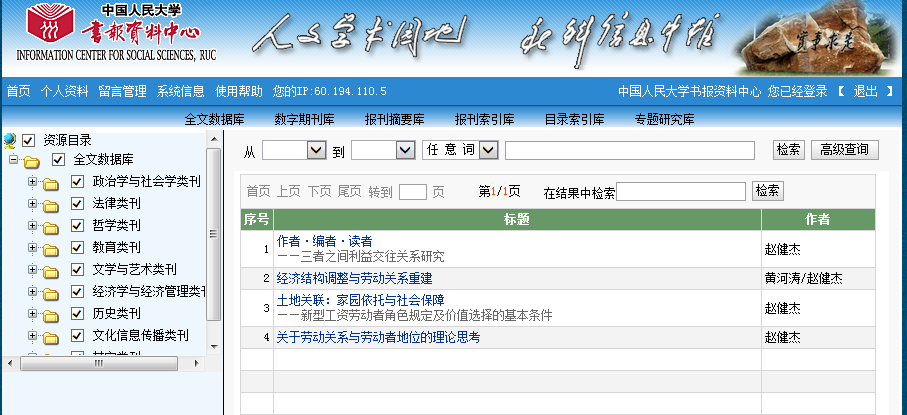 中国人民大学
書報資料中心
INFORMATION CENTER FOR SOCIAL SCIENCES, RUC
人文学术园地
社科信息中枢
实事求是
首页 个人资料 留言管理 系统信息 使用帮助 您的IP:60.194.110.5
中国人民大学书报资料中心 您已经登录 【 退出 】
全文数据库 数字期刊库 报刊摘要库 报刊索引库 目录索引库 专题研究库
资源目录
全文数据库
政治学与社会学类刊
法律类刊
哲学类刊
教育类刊
文学与艺术类刊
经济学与经济管理类刊
历史类刊
文化信息传播类刊
其它类刊
从 到 任 意 词 检索 高级查询
首页 上页 下页 尾页 转到 页 第1/1页 在结果中检索 检索
序号 标题 作者
1 作者·编者·读者 赵健杰
——三者之间利益交往关系研究
2 经济结构调整与劳动关系重建 黄河涛/赵健杰
3 土地关联：家园依托与社会保障 赵健杰
——新型工资劳动者角色规定及价值选择的基本条件
4 关于劳动关系与劳动者地位的理论思考 赵健杰